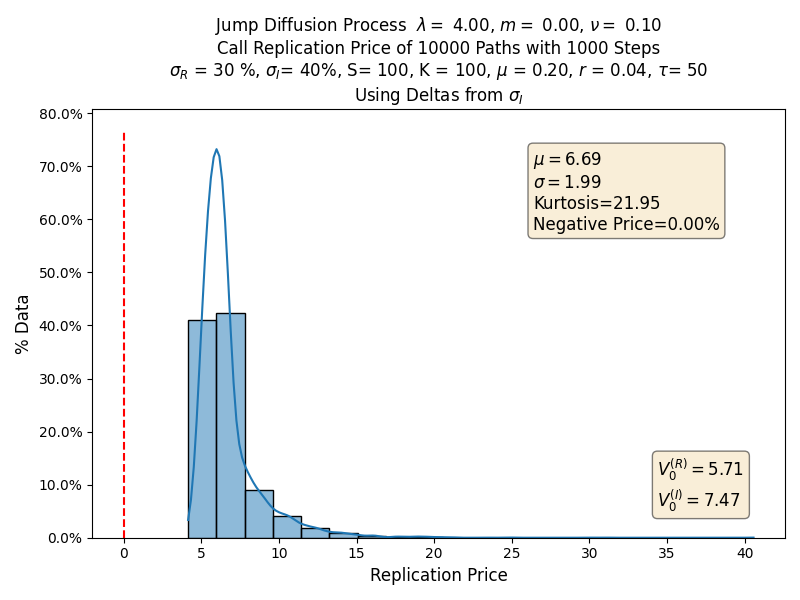 Jump Diffusion Process λ = 4.00, m = 0.00, ν = 0.10
Call Replication Price of 10000 Paths with 1000 Steps
σ_R = 30 %, σ_I= 40%, S= 100, K = 100, μ = 0.20, r = 0.04, τ= 50
Using Deltas from σ_I
80.0%
70.0%
60.0%
50.0%
40.0%
30.0%
20.0%
10.0%
0.0%
% Data
μ = 6.69
σ = 1.99
Kurtosis=21.95
Negative Price=0.00%
V_0^(R) = 5.71
V_0^(I) = 7.47
0 5 10 15 20 25 30 35 40
Replication Price